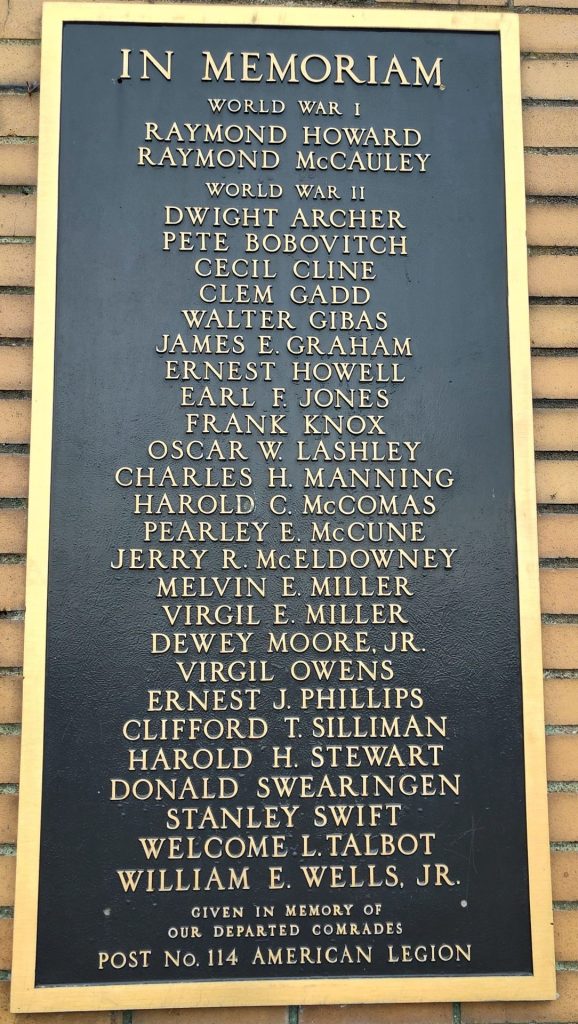 IN MEMORIAM
WORLD WAR I
RAYMOND HOWARD
RAYMOND McCAULEY
WORLD WAR II
DWIGHT ARCHER
PETE BOBOVITCH
CECIL CLINE
CLEM GADD
WALTER GIBAS
JAMES E. GRAHAM
ERNEST HOWELL
EARL F. JONES
FRANK KNOX
OSCAR W. LASHLEY
CHARLES H. MANNING
HAROLD C. McCOMAS
PEARLEY E. McCUNE
JERRY R. McELDOWNEY
MELVIN E. MILLER
VIRGIL E. MILLER
DEWEY MOORE, JR.
VIRGIL OWENS
ERNEST J. PHILLIPS
CLIFFORD T. SILLIMAN
HAROLD H. STEWART
DONALD SWEARINGEN
STANLEY SWIFT
WELCOME L. TALBOT
WILLIAM E. WELLS, JR.
GIVEN IN MEMORY OF
OUR DEPARTED COMRADES
POST No. 114 AMERICAN LEGION